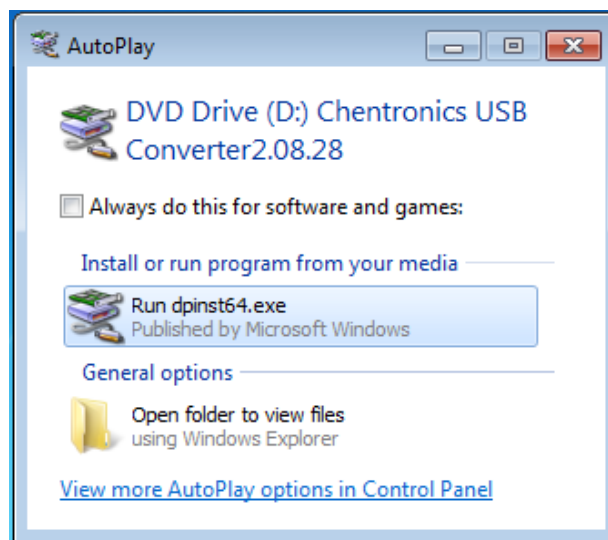 AutoPlay
DVD Drive (D:) Chentronics USB
Converter2.08.28
Always do this for software and games:
Install or run program from your media
Run dpinst64.exe
Published by Microsoft Windows
General options
Open folder to view files
using Windows Explorer
View more AutoPlay options in Control Panel